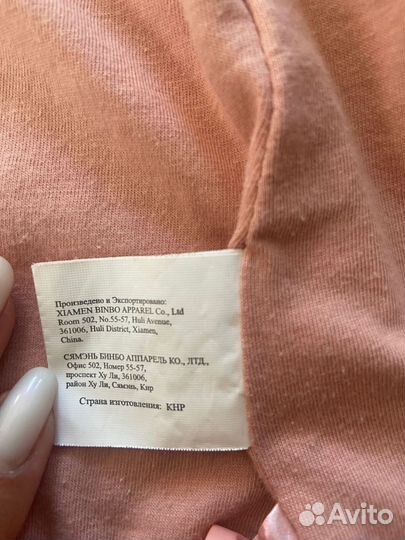 Произведено и Экспортировано:
XIAMEN BINBO APPAREL Co., Ltd
Room 502, No.55-57, Huli Avenue,
361006, Huli District, Xiamen,
China.
СЯМЭНЬ БИНБО АППАРЕЛЬ КО., ЛТД.,
Офис 502, Номер 55-57,
проспект Ху Ли, 361006,
район Ху Ли, Сямэнь, Кнр
Страна изготовления: КНР
Avito